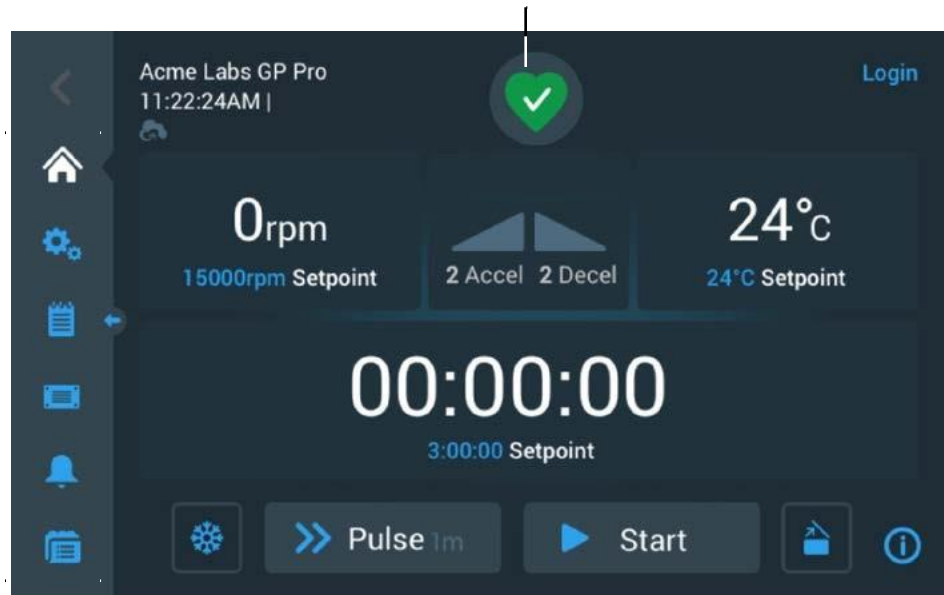 Acme Labs GP Pro
Login
11:22:24AM |
0rpm
15000rpm Setpoint
2 Accel 2 Decel
24°C
24°C Setpoint
00:00:00
3:00:00 Setpoint
Pulse 1m
Start